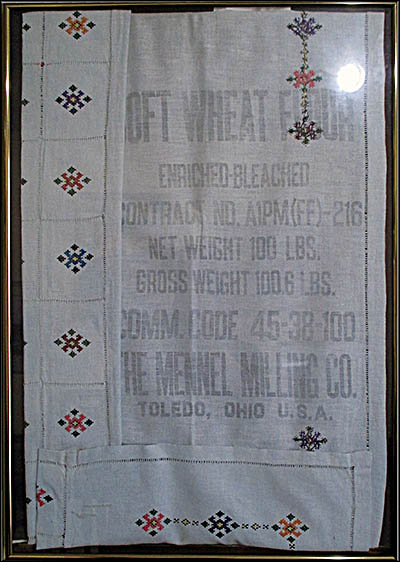 OFT WHEAT FLOUR
ENRICHED-BLEACHED
CONTRACT NO. A1PM(FF)-216
NET WEIGHT 100 LBS.
GROSS WEIGHT 100.6 LBS.
COMM. CODE 45-38-100
THE MENNEL MILLING CO.
TOLEDO, OHIO U.S.A.